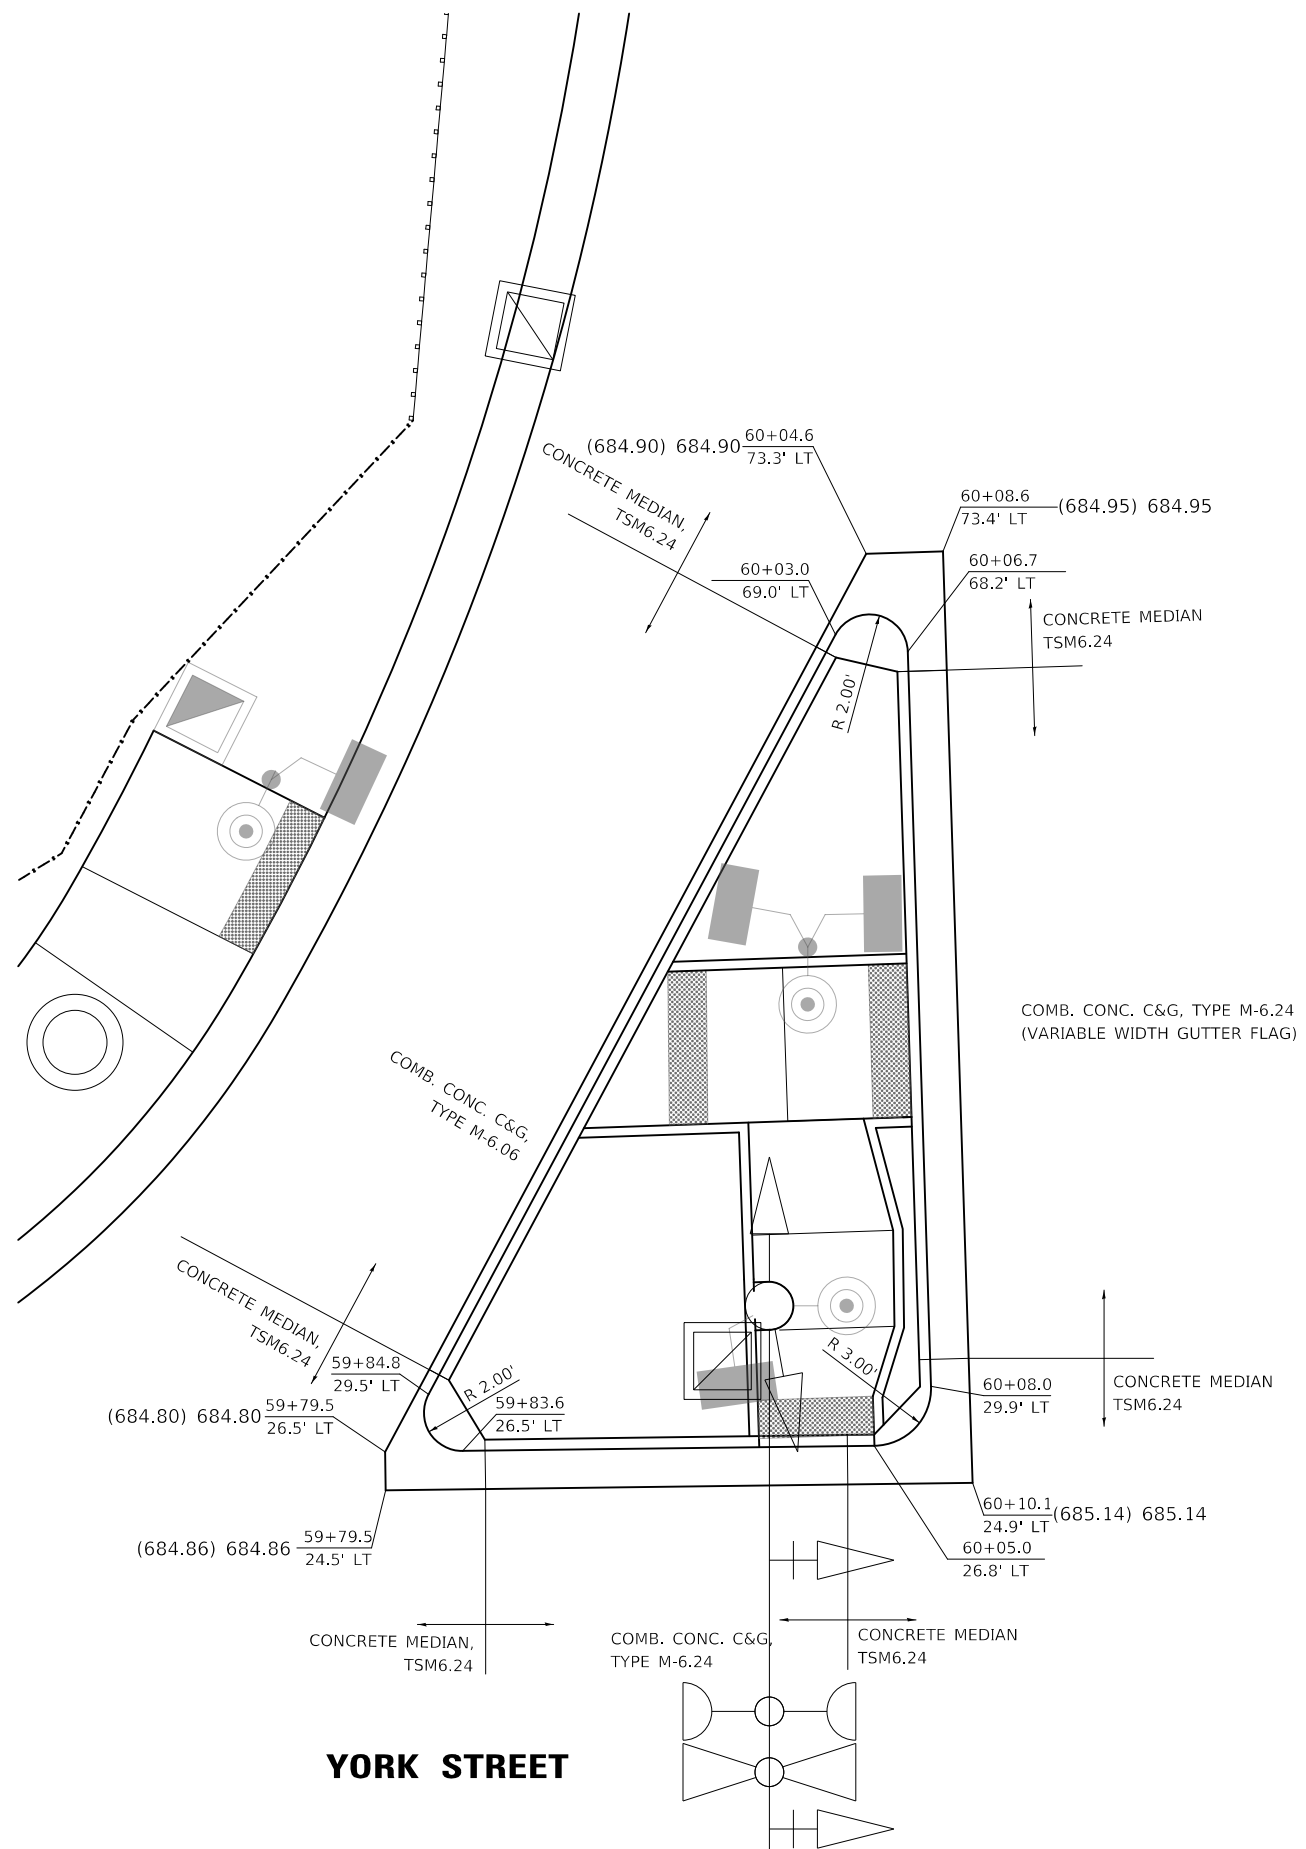 60+04.6
(684.90) 684.90
73.3' LT
CONCRETE MEDIAN,
TSM6.24
60+08.6
(684.95) 684.95
73.4' LT
60+03.0
69.0' LT
60+06.7
68.2' LT
CONCRETE MEDIAN
TSM6.24
R 2.00'
COMB. CONC. C&G, TYPE M-6.24
(VARIABLE WIDTH GUTTER FLAG)
COMB. CONC. C&G,
TYPE M-6.06
CONCRETE MEDIAN,
TSM6.24
59+84.8
29.5' LT
R 2.00'
R 3.00'
(684.80) 684.80
59+79.5
26.5' LT
59+83.6
26.5' LT
60+08.0
29.9' LT
CONCRETE MEDIAN
TSM6.24
(684.86) 684.86
59+79.5
24.5' LT
60+10.1
24.9' LT
(685.14) 685.14
60+05.0
26.8' LT
CONCRETE MEDIAN,
TSM6.24
COMB. CONC. C&G,
TYPE M-6.24
CONCRETE MEDIAN
TSM6.24
YORK STREET